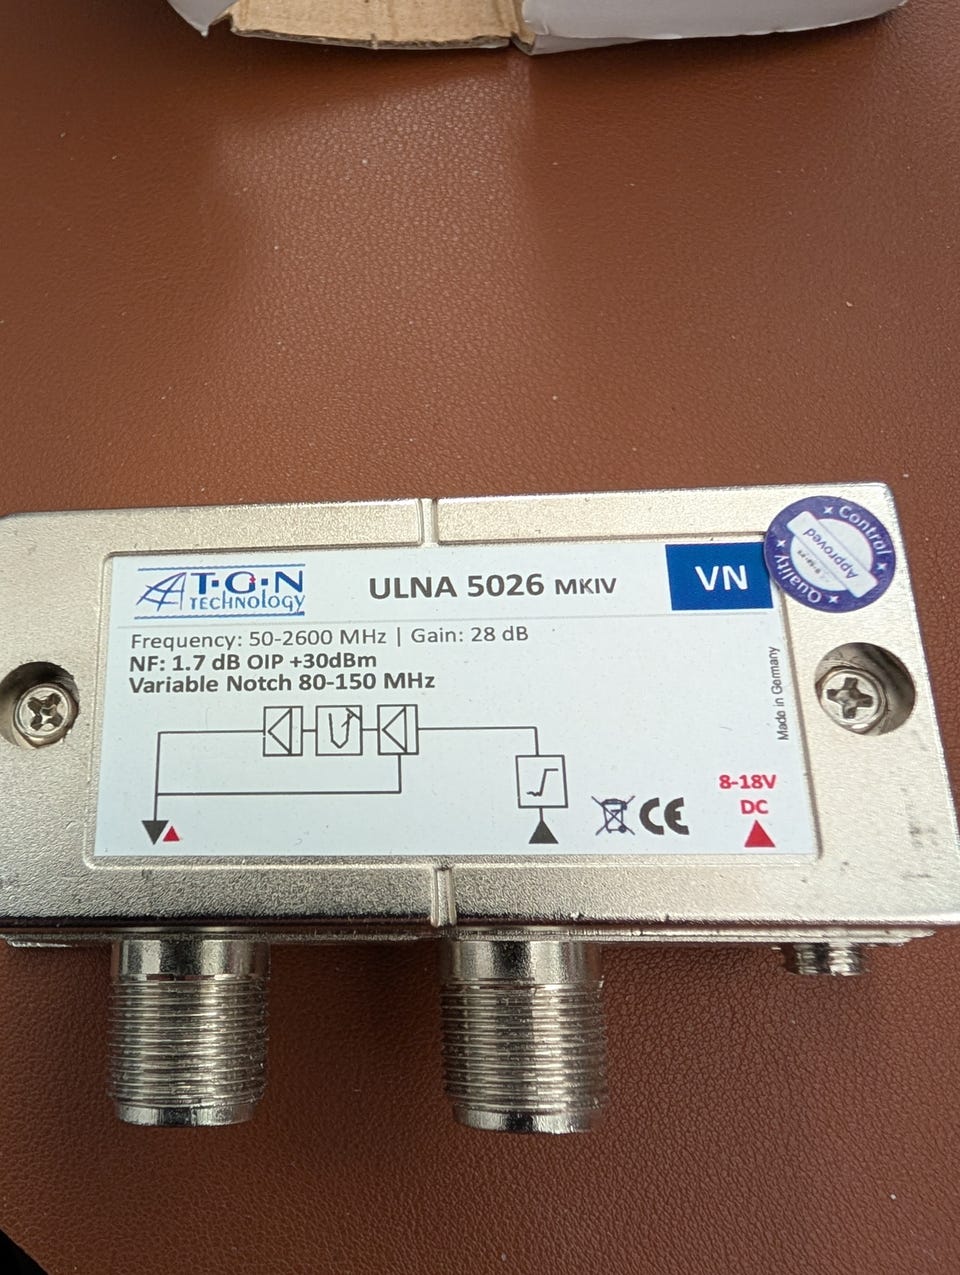 T·G·N
TECHNOLOGY
ULNA 5026 MKIV
VN
Frequency: 50-2600 MHz | Gain: 28 dB
NF: 1.7 dB OIP +30dBm
Variable Notch 80-150 MHz
Made in Germany
8-18V
DC
CE
Quality Control
Approved